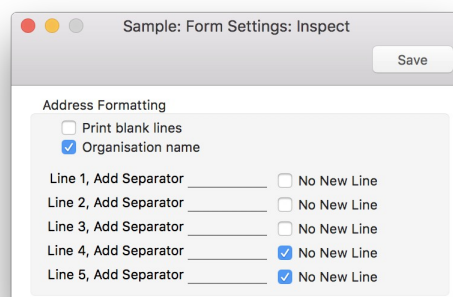 Sample: Form Settings: Inspect
Save
Address Formatting
Print blank lines
Organisation name
Line 1, Add Separator No New Line
Line 2, Add Separator No New Line
Line 3, Add Separator No New Line
Line 4, Add Separator No New Line
Line 5, Add Separator No New Line